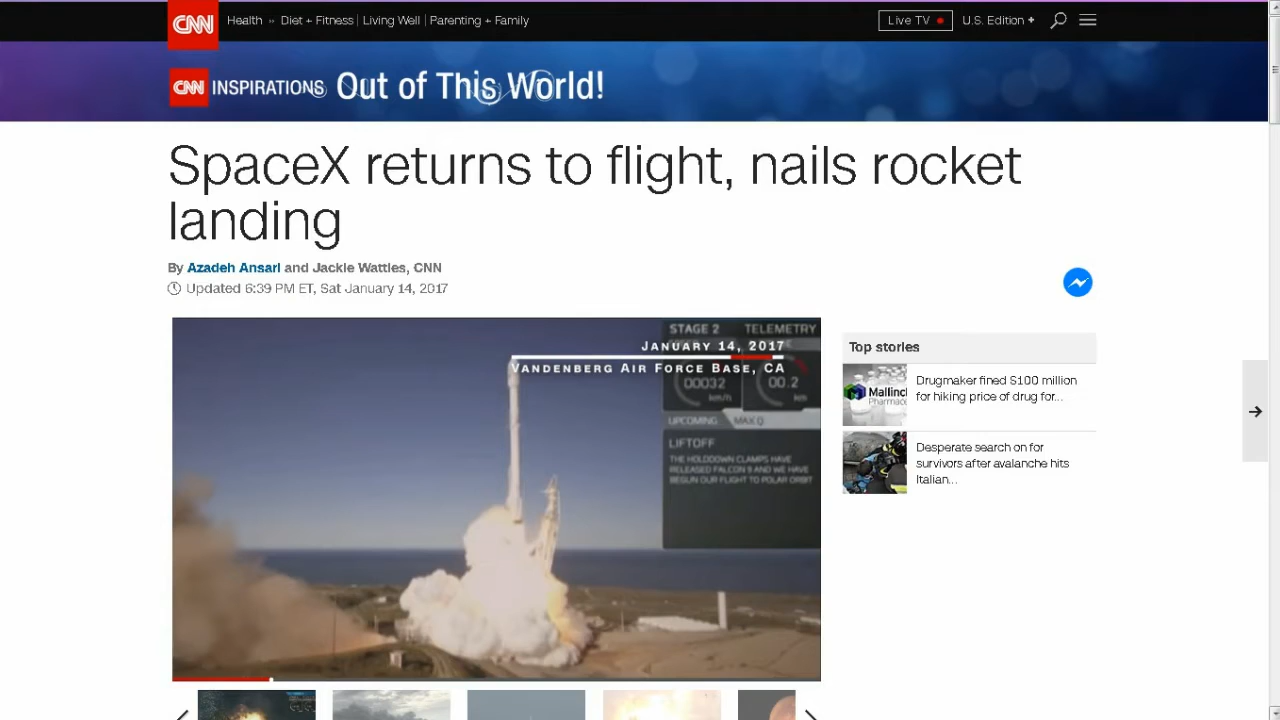 CNN Health Diet + Fitness Living Well Parenting + Family Live TV U.S. Edition +
CNN INSPIRATIONS Out of This World!
SpaceX returns to flight, nails rocket
landing
By Azadeh Ansari and Jackie Wattles, CNN
Updated 6:39 PM ET, Sat January 14, 2017
STAGE 2 TELEMETRY
JANUARY 14, 2017
VANDENBERG AIR FORCE BASE, CA
00032 00.2
km/h km
UPCOMING MAX Q
LIFTOFF
THE HOLDDOWN CLAMPS HAVE
RELEASED FALCON 9 AND WE HAVE
BEGUN OUR FLIGHT TO POLAR ORBIT
Top stories
Mallinc
Pharmac
Drugmaker fined $100 million
for hiking price of drug for...
Desperate search on for
survivors after avalanche hits
Italian...